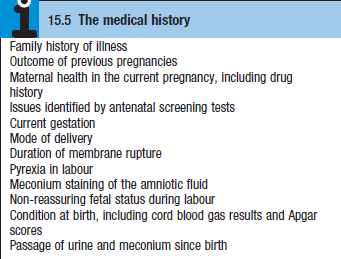 15.5 The medical history
Family history of illness
Outcome of previous pregnancies
Maternal health in the current pregnancy, including drug
history
Issues identified by antenatal screening tests
Current gestation
Mode of delivery
Duration of membrane rupture
Pyrexia in labour
Meconium staining of the amniotic fluid
Non-reassuring fetal status during labour
Condition at birth, including cord blood gas results and Apgar
scores
Passage of urine and meconium since birth